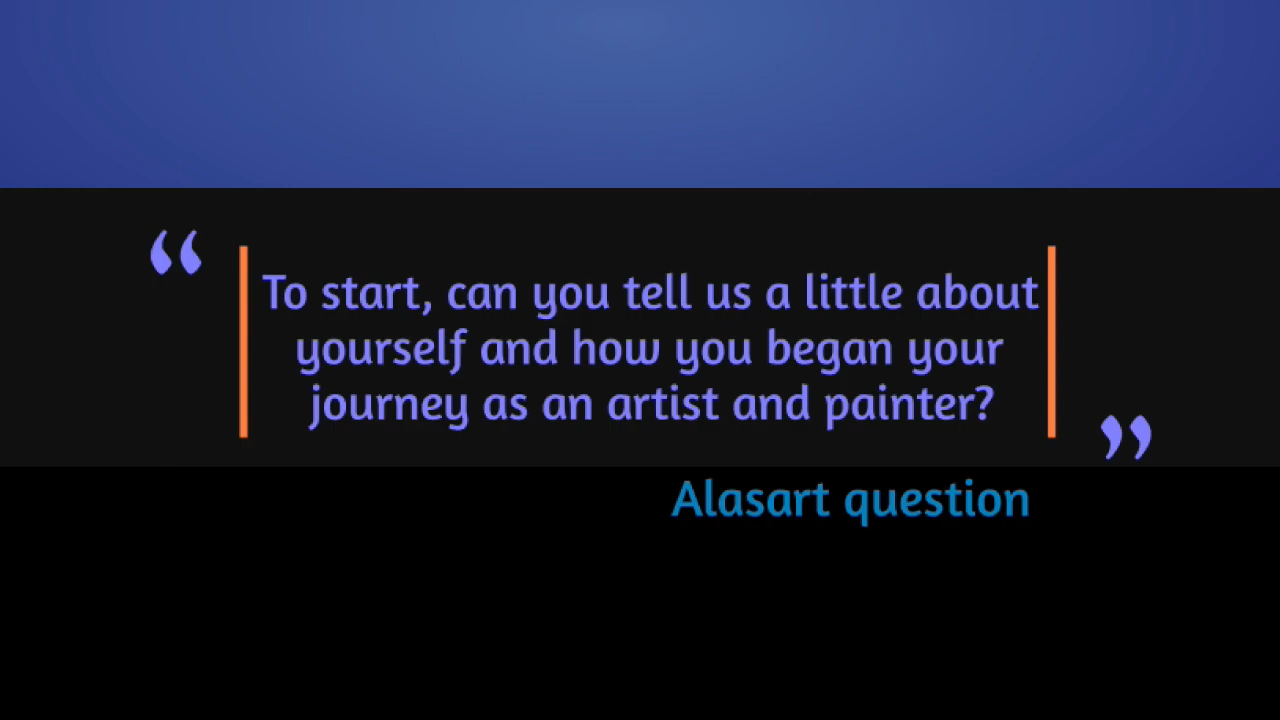 “
To start, can you tell us a little about
yourself and how you began your
journey as an artist and painter?
”
Alasart question